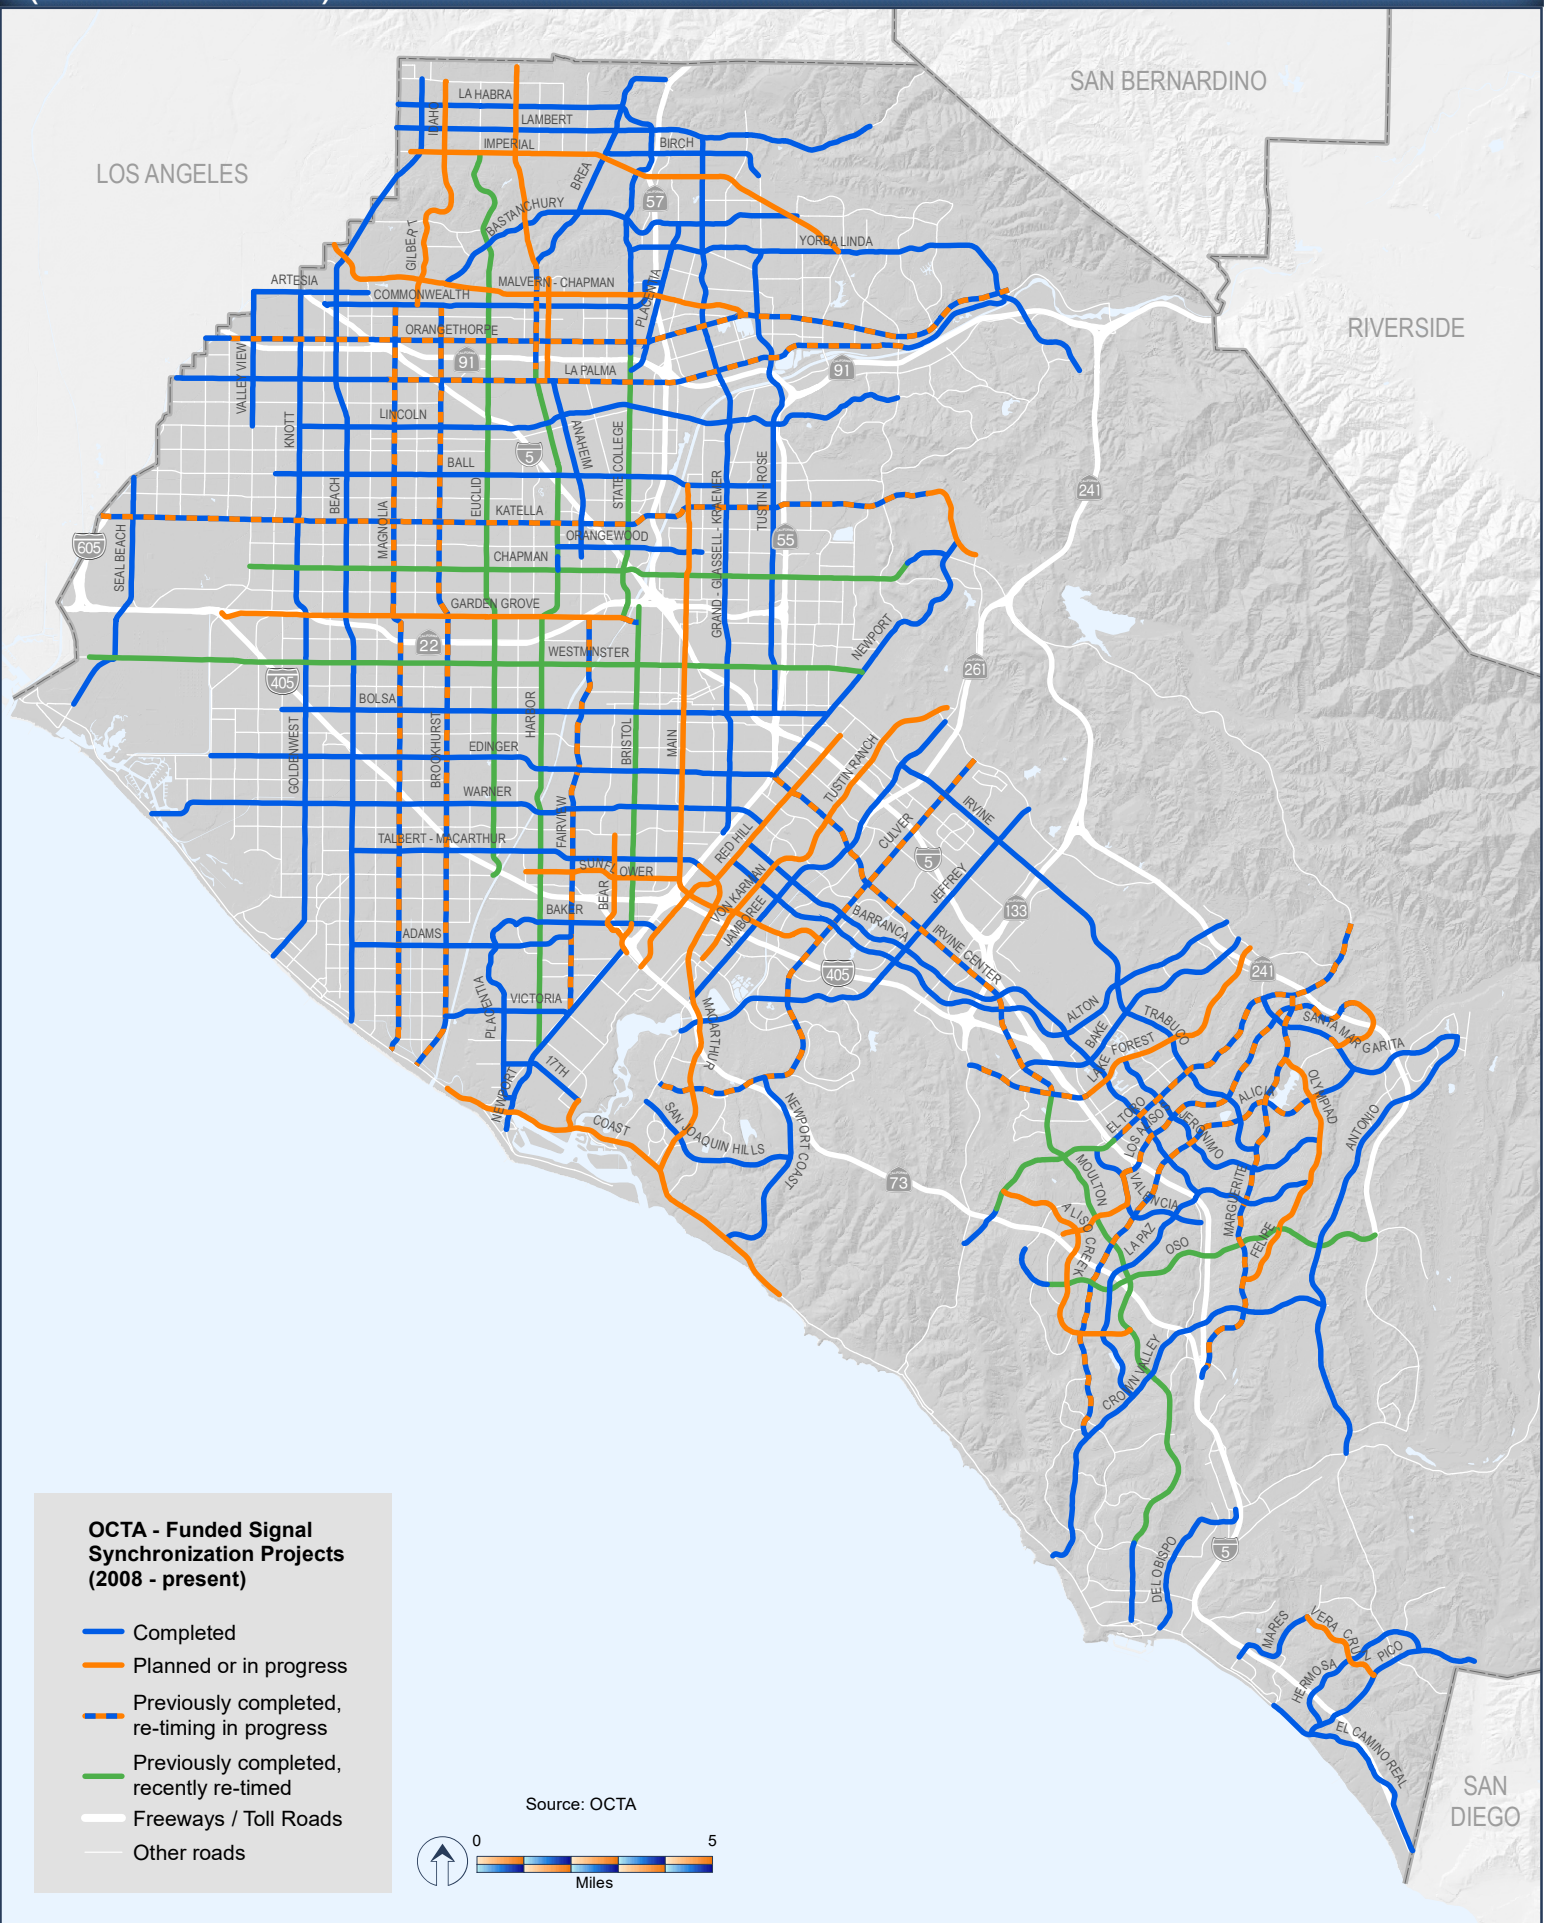 SAN BERNARDINO
LOS ANGELES
RIVERSIDE
LA HABRA
IDAHO
LAMBERT
IMPERIAL
BIRCH
BREA
57
BASTANCHURY
GILBERT
YORBA LINDA
ARTESIA
MALVERN - CHAPMAN
COMMONWEALTH
PLACENTIA
ORANGETHORPE
91
91
LA PALMA
VALLEY VIEW
LINCOLN
KNOTT
ANAHEIM
5
STATE COLLEGE
BALL
BEACH
EUCLID
TUSTIN
ROSE
GRAND - GLASSELL - KRAEMER
241
MAGNOLIA
KATELLA
ORANGEWOOD
605
SEAL BEACH
CHAPMAN
55
GARDEN GROVE
22
WESTMINSTER
NEWPORT
261
405
BOLSA
HARBOR
BRISTOL
MAIN
GOLDENWEST
BROOKHURST
EDINGER
TUSTIN RANCH
WARNER
FAIRVIEW
IRVINE
CULVER
TALBERT - MACARTHUR
RED HILL
5
SUNFLOWER
BEAR
VON KARMAN
JEFFREY
BAKER
JAMBOREE
BARRANCA
133
ADAMS
IRVINE CENTER
405
241
PLACENTIA
VICTORIA
MACARTHUR
ALTON
BAKE
TRABUCO
SANTA MARGARITA
LAKE FOREST
17TH
NEWPORT
COAST
SAN JOAQUIN HILLS
NEWPORT COAST
EL TORO
LOS ALISO
JERONIMO
ALICIA
OLYMPIAD
ANTONIO
73
MOULTON
VALENCIA
MARGUERITE
ALISO CREEK
LA PAZ
OSO
FELIPE
CROWN VALLEY
DEL OBISPO
5
MARES
VERA CRUZ
PICO
HERMOSA
EL CAMINO REAL
SAN
DIEGO
OCTA - Funded Signal
Synchronization Projects
(2008 - present)
Completed
Planned or in progress
Previously completed,
re-timing in progress
Previously completed,
recently re-timed
Freeways / Toll Roads
Other roads
Source: OCTA
0
5
Miles